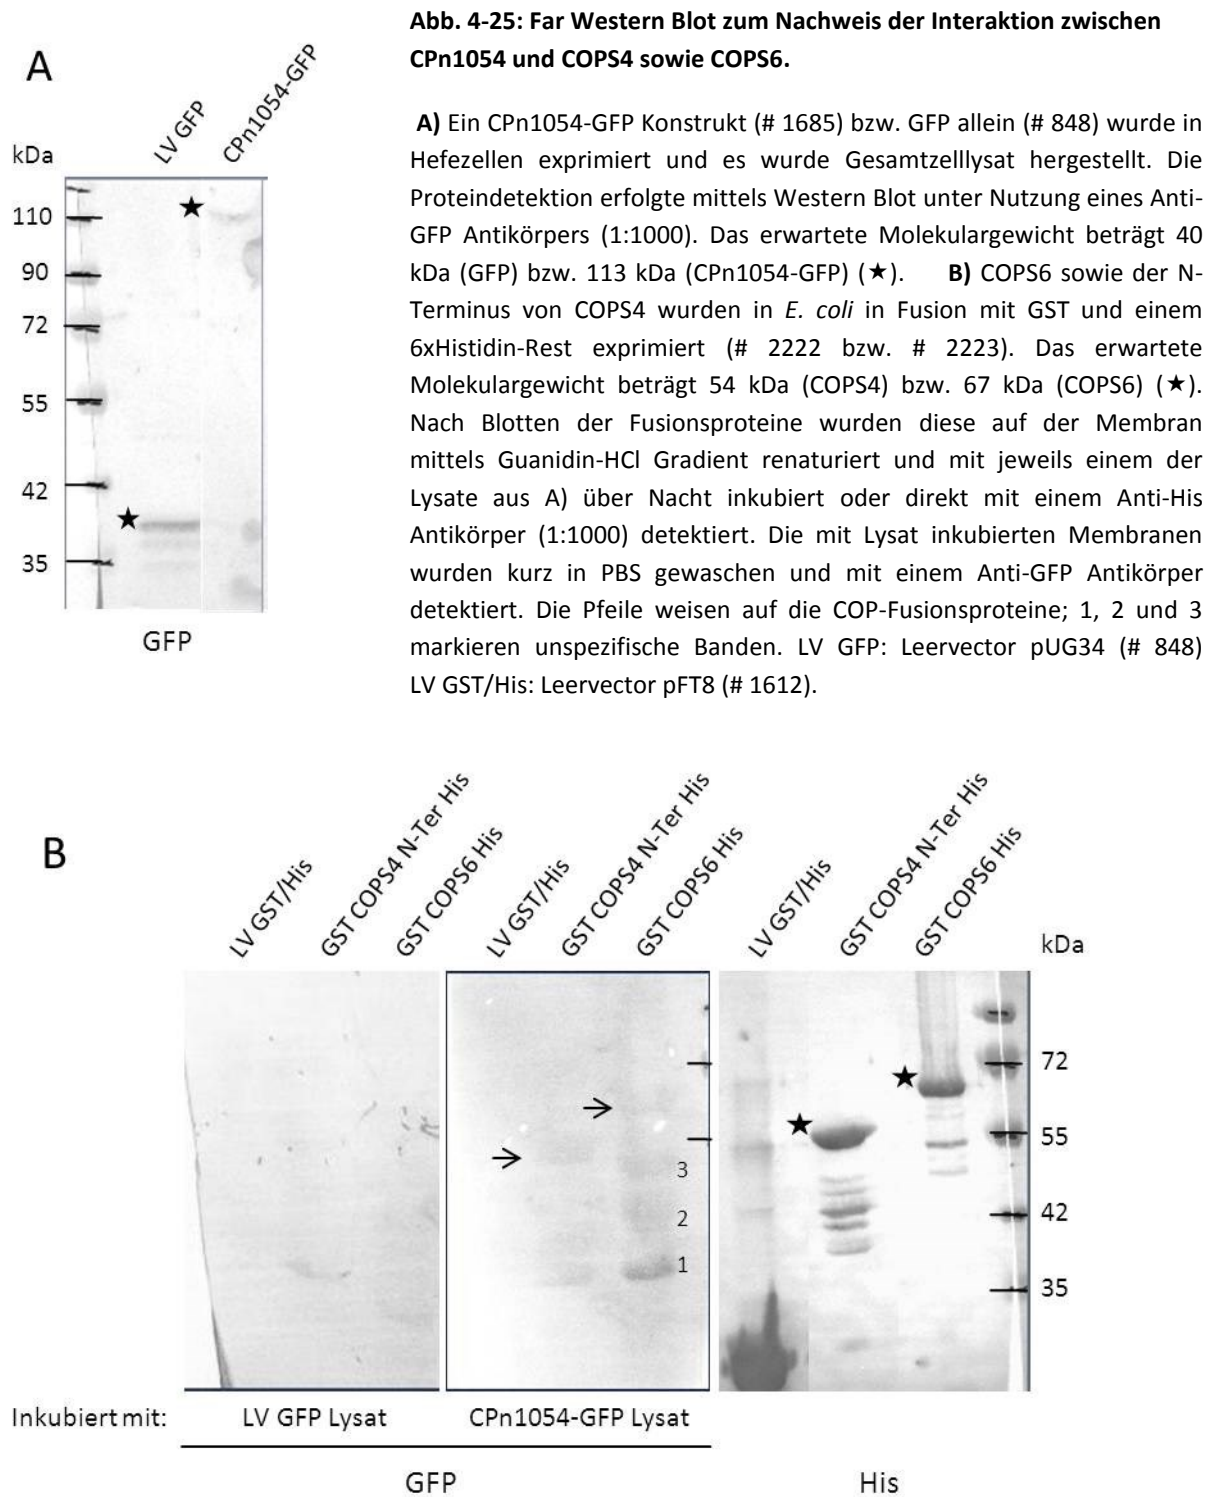 Abb. 4-25: Far Western Blot zum Nachweis der Interaktion zwischen
CPn1054 und COPS4 sowie COPS6.
A) Ein CPn1054-GFP Konstrukt (# 1685) bzw. GFP allein (# 848) wurde in
Hefezellen exprimiert und es wurde Gesamtzelllysat hergestellt. Die
Proteindetektion erfolgte mittels Western Blot unter Nutzung eines Anti-
GFP Antikörpers (1:1000). Das erwartete Molekulargewicht beträgt 40
kDa (GFP) bzw. 113 kDa (CPn1054-GFP) (★). B) COPS6 sowie der N-
Terminus von COPS4 wurden in E. coli in Fusion mit GST und einem
6xHistidin-Rest exprimiert (# 2222 bzw. # 2223). Das erwartete
Molekulargewicht beträgt 54 kDa (COPS4) bzw. 67 kDa (COPS6) (★).
Nach Blotten der Fusionsproteine wurden diese auf der Membran
mittels Guanidin-HCl Gradient renaturiert und mit jeweils einem der
Lysate aus A) über Nacht inkubiert oder direkt mit einem Anti-His
Antikörper (1:1000) detektiert. Die mit Lysat inkubierten Membranen
wurden kurz in PBS gewaschen und mit einem Anti-GFP Antikörper
detektiert. Die Pfeile weisen auf die COP-Fusionsproteine; 1, 2 und 3
markieren unspezifische Banden. LV GFP: Leervector pUG34 (# 848)
LV GST/His: Leervector pFT8 (# 1612).
A
LV GFP
CPn1054-GFP
kDa
110
90
72
55
42
35
GFP
B
LV GST/His
GST COPS4 N-Ter His
GST COPS6 His
LV GST/His
GST COPS4 N-Ter His
GST COPS6 His
LV GST/His
GST COPS4 N-Ter His
GST COPS6 His
kDa
72
55
42
35
3
2
1
Inkubiert mit:
LV GFP Lysat
CPn1054-GFP Lysat
GFP
His